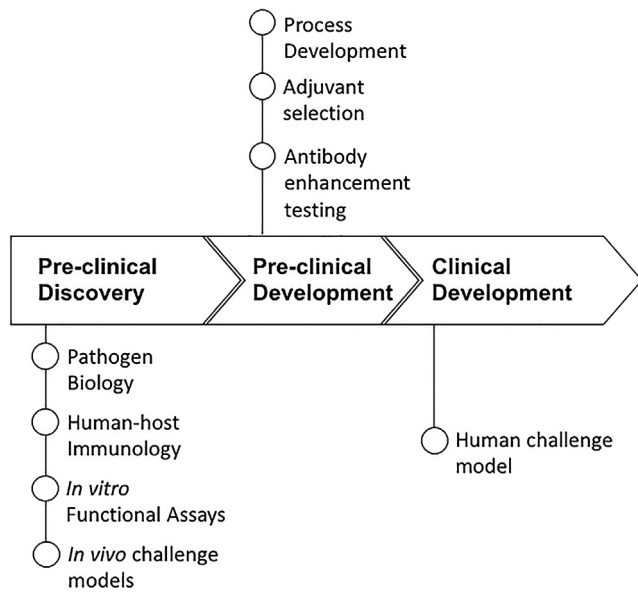 Process
Development
Adjuvant
selection
Antibody
enhancement
testing
Pre-clinical
Discovery
Pre-clinical
Development
Clinical
Development
Pathogen
Biology
Human-host
Immunology
In vitro
Functional Assays
In vivo challenge
models
Human challenge
model